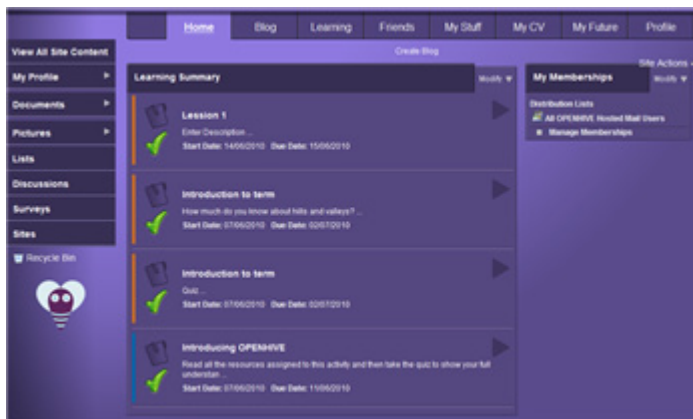 Home Blog Learning Friends My Stuff My CV My Future Profile
Create Blog
Site Actions
View All Site Content
My Profile
Documents
Pictures
Lists
Discussions
Surveys
Sites
Recycle Bin
Learning Summary
Modify
Lession 1
Enter Description ...
Start Date: 14/06/2010 Due Date: 15/06/2010
Introduction to term
How much do you know about hills and valleys? ...
Start Date: 07/06/2010 Due Date: 02/07/2010
Introduction to term
Quiz ...
Start Date: 07/06/2010 Due Date: 02/07/2010
Introducing OPENHIVE
Read all the resources assigned to this activity and then take the quiz to show your full
understan ...
Start Date: 07/06/2010 Due Date: 11/06/2010
My Memberships
Modify
Distribution Lists
All OPENHIVE Hosted Mail Users
Manage Memberships